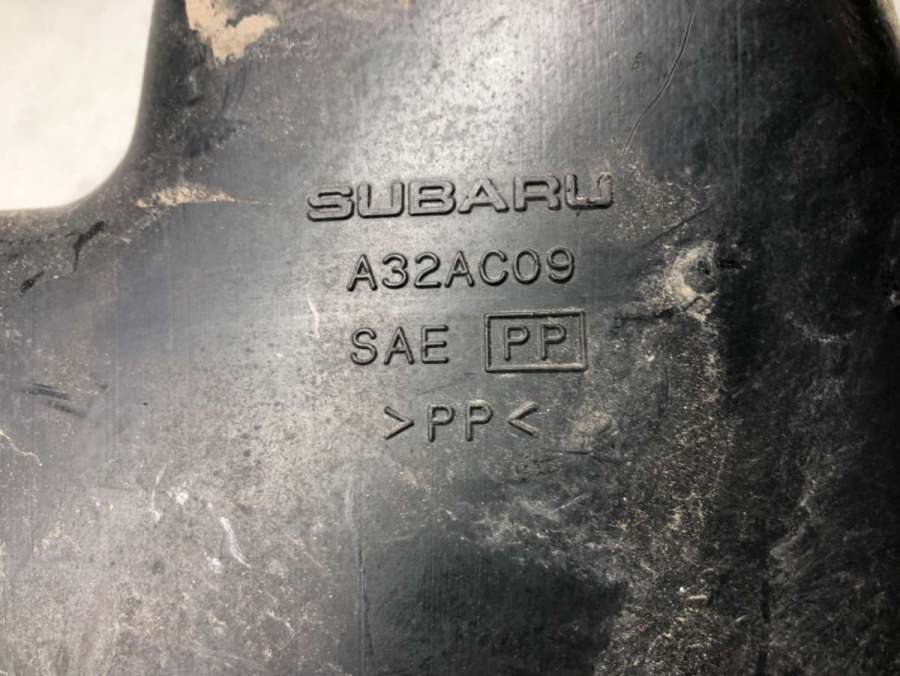 SUBARU
A32AC09
SAE PP
>PP<